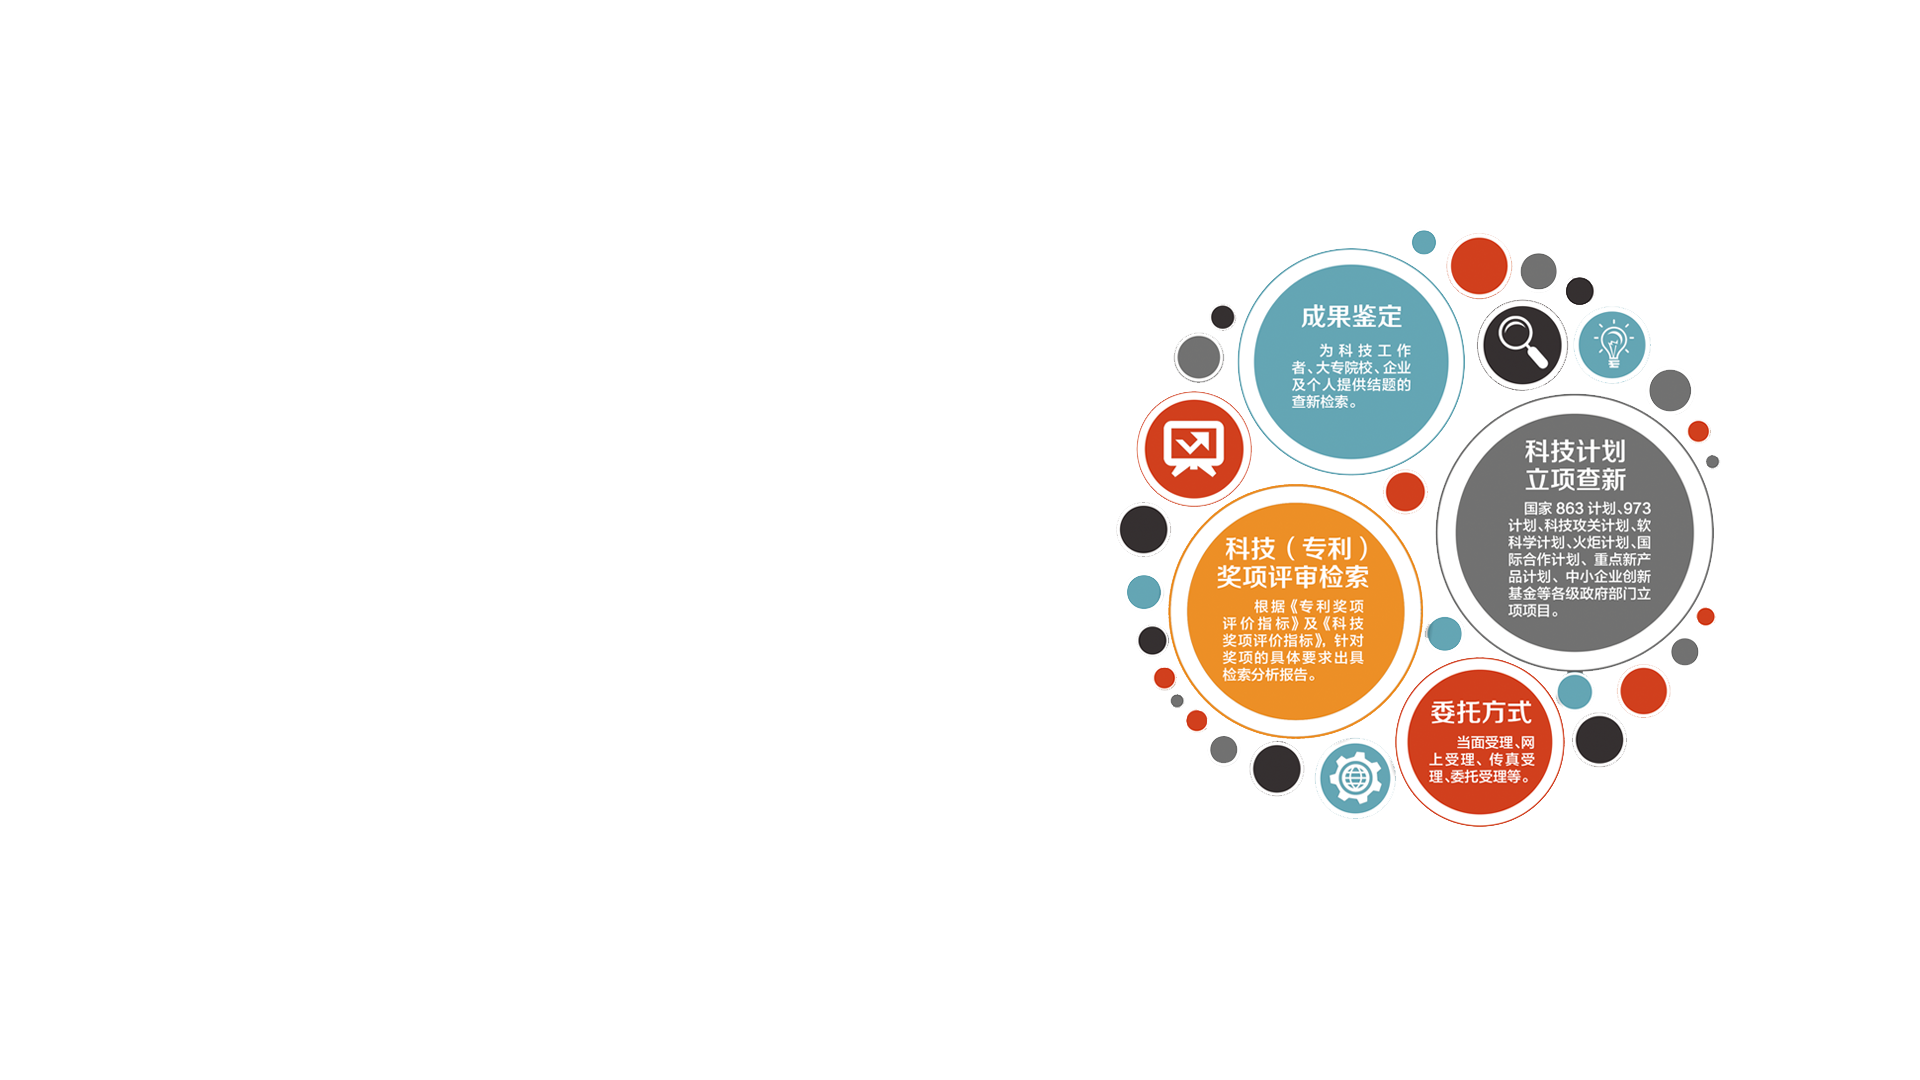 成果鉴定
为科技工作
者、大专院校、企业
及个人提供结题的
查新检索。
科技计划
立项查新
国家 863 计划、973
计划、科技攻关计划、软
科学计划、火炬计划、国
际合作计划、重点新产
品计划、中小企业创新
基金等各级政府部门立
项项目。
科技（专利）
奖项评审检索
根据《专利奖项
评价指标》及《科技
奖项评价指标》，针对
奖项的具体要求出具
检索分析报告。
委托方式
当面受理、网
上受理、传真受
理、委托受理等。